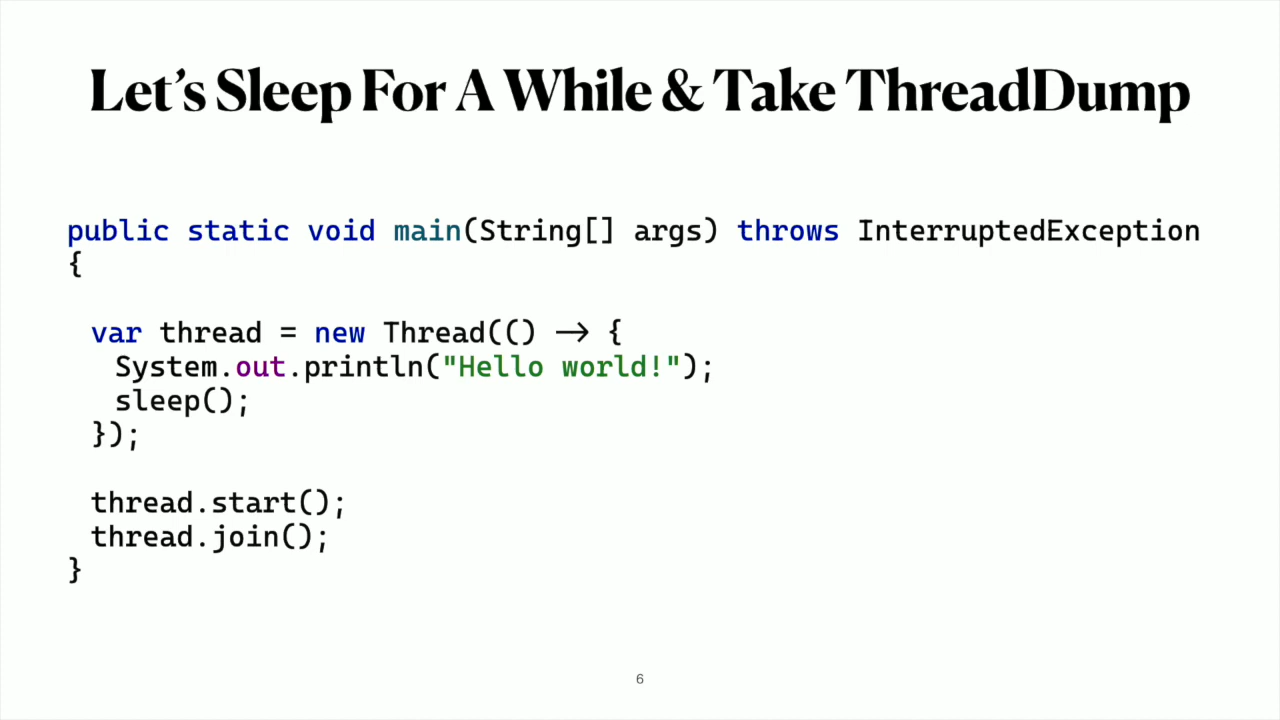 Let’s Sleep For A While & Take ThreadDump
public static void main(String[] args) throws InterruptedException
{
var thread = new Thread(() -> {
System.out.println("Hello world!");
sleep();
});
thread.start();
thread.join();
}
6